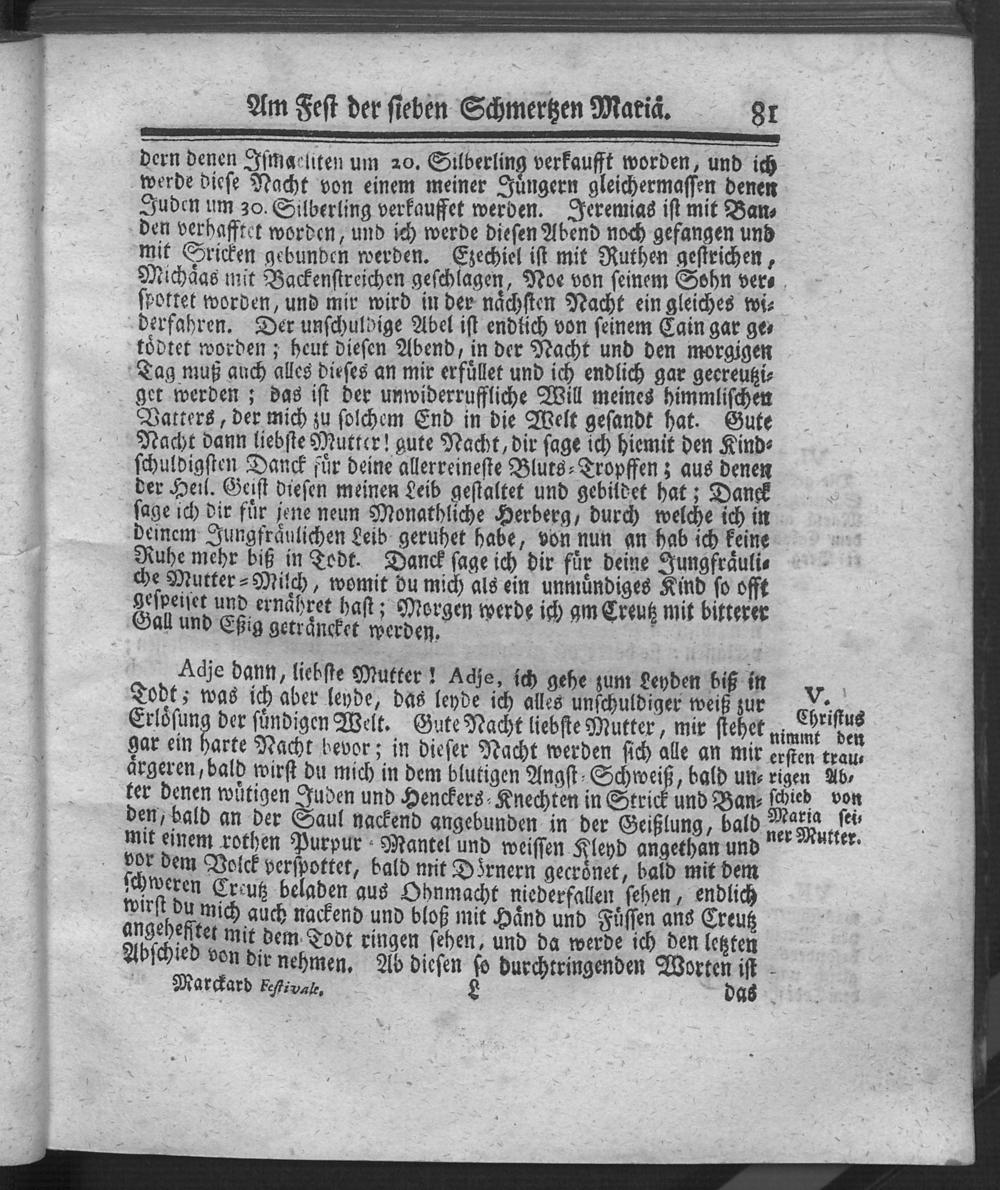 Am Fest der sieben Schmertzen Mariä. 81
dern denen Ismaeliten um 20. Silberling verkaufft worden, und ich
werde diese Nacht von einem meiner Jüngern gleichermassen denen
Juden um 30. Silberling verkauffet werden. Jeremias ist mit Ban-
den verhafftet worden, und ich werde diesen Abend noch gefangen und
mit Stricken gebunden werden. Ezechiel ist mit Ruthen gestrichen,
Michäas mit Backenstreichen geschlagen, Noe von seinem Sohn ver-
spottet worden, und mir wird in der nächsten Nacht ein gleiches wi-
derfahren. Der unschuldige Abel ist endlich von seinem Cain gar ge-
tödtet worden; heut diesen Abend, in der Nacht und den morgigen
Tag muß auch alles dieses an mir erfüllet und ich endlich gar gecreutzi-
get werden; das ist der unwiderruffliche Will meines himmlischen
Vatters, der mich zu solchem End in die Welt gesandt hat. Gute
Nacht dann liebste Mutter! gute Nacht, dir sage ich hiemit den Kind-
schuldigsten Danck für deine allerreineste Bluts-Tropffen; aus denen
der Heil. Geist diesen meinen Leib gestaltet und gebildet hat; Danck
sage ich dir für jene neun Monathliche Herberg, durch welche ich in
deinem Jungfräulichen Leib geruhet habe, von nun an hab ich keine
Ruhe mehr biß in Todt. Danck sage ich dir für deine Jungfräuli-
che Mutter-Milch, womit du mich als ein unmündiges Kind so offt
gespeiset und ernähret hast; Morgen werde ich am Creutz mit bitterer
Gall und Eßig geträncket werden.
Adje dann, liebste Mutter! Adje, ich gehe zum Leyden biß in
Todt; was ich aber leyde, das leyde ich alles unschuldiger weiß zur
Erlösung der sündigen Welt. Gute Nacht liebste Mutter, mir stehet
gar ein harte Nacht bevor; in dieser Nacht werden sich alle an mir
ärgeren, bald wirst du mich in dem blutigen Angst-Schweiß, bald un-
ter denen wütigen Juden und Henckers-Knechten in Strick und Ban-
den, bald an der Saul nackend angebunden in der Geißlung, bald
mit einem rothen Purpur-Mantel und weissen Kleyd angethan und
vor dem Volck verspottet, bald mit Dörnern gecrönet, bald mit dem
schweren Creutz beladen aus Ohnmacht niederfallen sehen, endlich
wirst du mich auch nackend und bloß mit Händ und Füssen ans Creutz
angehefftet mit dem Todt ringen sehen, und da werde ich den letzten
Abschied von dir nehmen. Ab diesen so durchtringenden Worten ist
V.
Christus
nimmt den
ersten trau-
rigen Ab-
schied von
Maria sei-
ner Mutter.
Marckard Festivale. L das